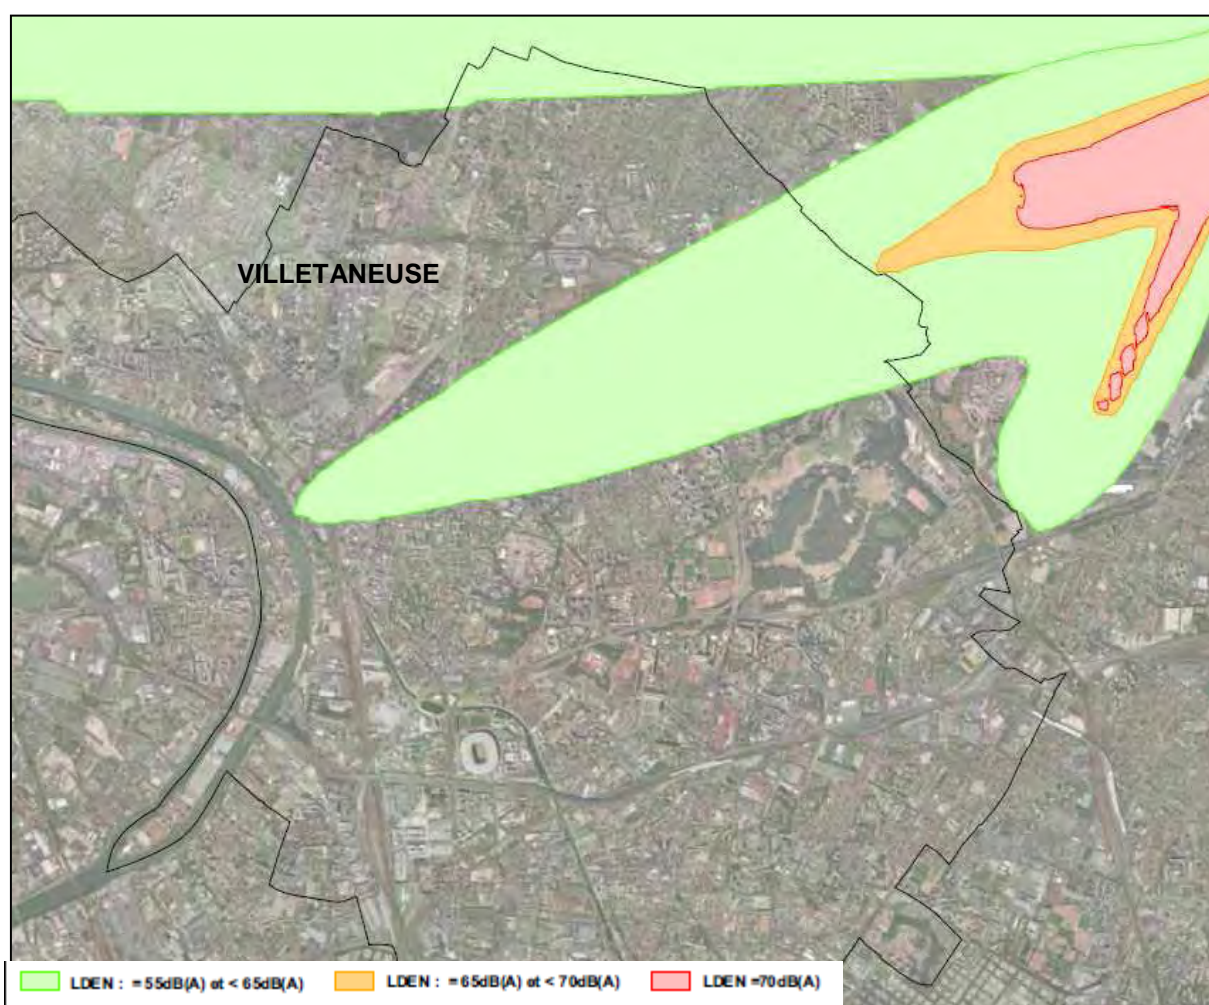 VILLETANEUSE
LDEN : = 55dB(A) et < 65dB(A) LDEN : = 65dB(A) et < 70dB(A) LDEN =70dB(A)